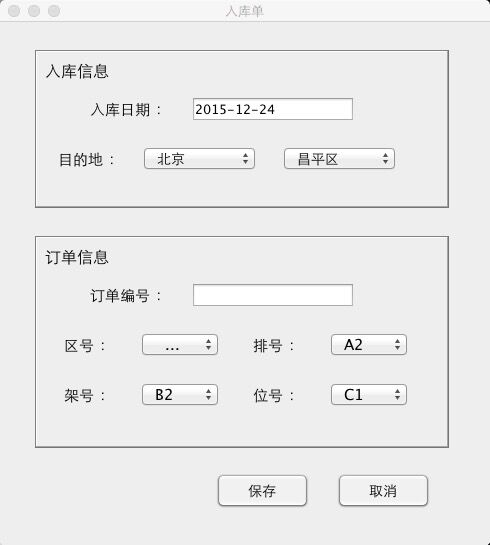 入库单
入库信息
入库日期： 2015-12-24
目的地： 北京 昌平区
订单信息
订单编号：
区号： ... 排号： A2
架号： B2 位号： C1
保存 取消